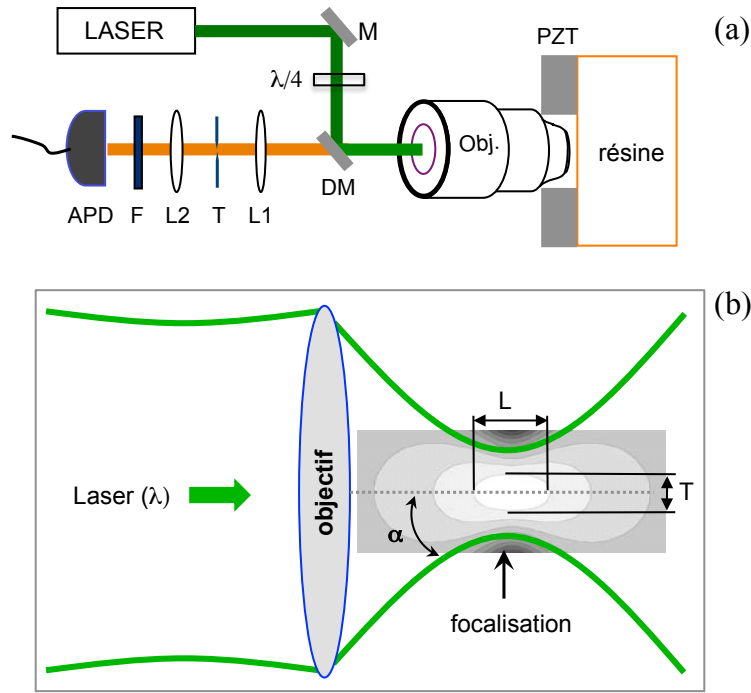 (a)
LASER
M
PZT
λ/4
Obj.
résine
DM
APD F L2 T L1
(b)
L
T
Laser (λ)
objectif
α
focalisation